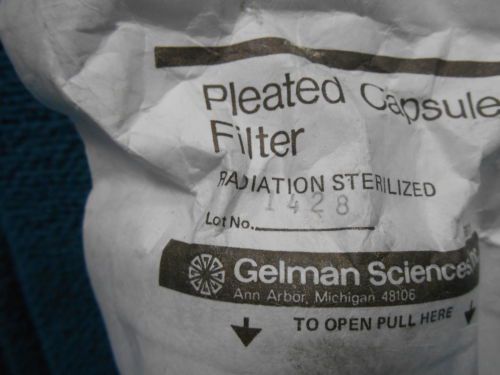 Pleated Capsule
Filter
RADIATION STERILIZED
1428
Lot No.
Gelman Sciences
Ann Arbor, Michigan 48106
TO OPEN PULL HERE